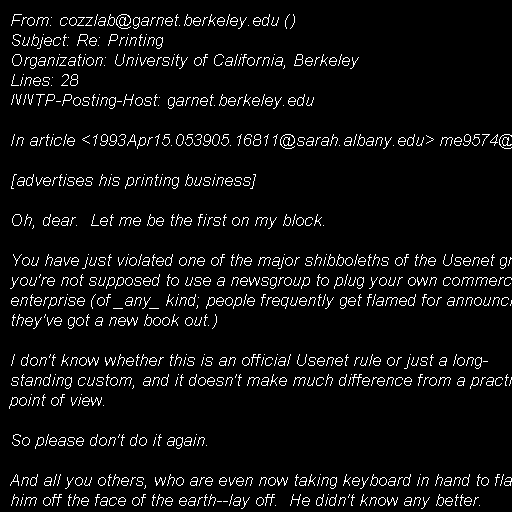 From: cozzlab@garnet.berkeley.edu ()
Subject: Re: Printing
Organization: University of California, Berkeley
Lines: 28
NNTP-Posting-Host: garnet.berkeley.edu
In article <1993Apr15.053905.16811@sarah.albany.edu> me9574@
[advertises his printing business]
Oh, dear.  Let me be the first on my block.
You have just violated one of the major shibboleths of the Usenet gr
you're not supposed to use a newsgroup to plug your own commerc
enterprise (of _any_ kind; people frequently get flamed for announci
they've got a new book out.)
I don't know whether this is an official Usenet rule or just a long-
standing custom, and it doesn't make much difference from a practi
point of view.
So please don't do it again.
And all you others, who are even now taking keyboard in hand to fla
him off the face of the earth--lay off.  He didn't know any better.